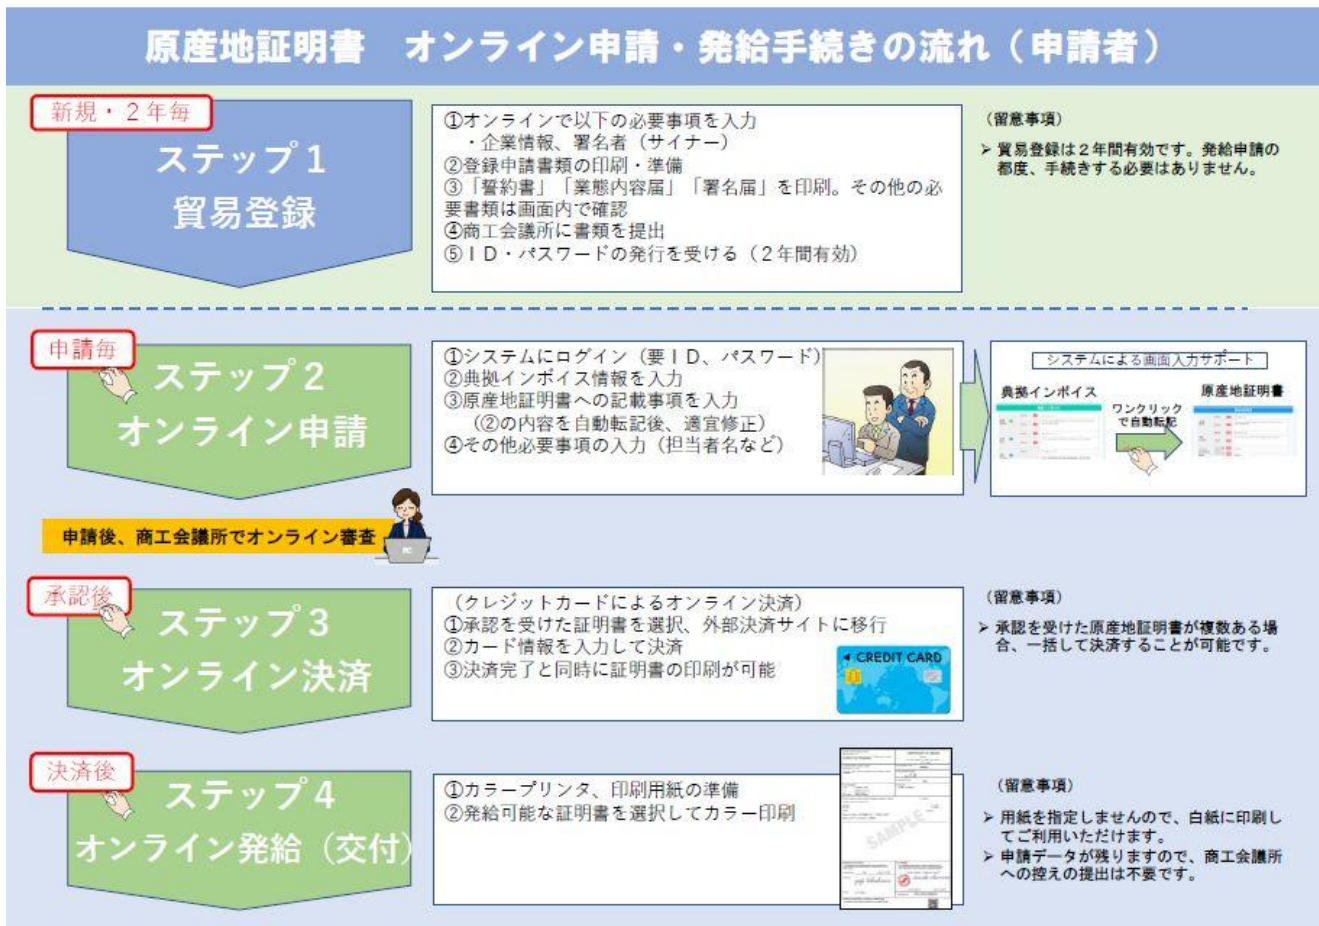 原産地証明書　オンライン申請・発給手続きの流れ（申請者）
新規・２年毎
ステップ１
貿易登録
①オンラインで以下の必要事項を入力
・企業情報、署名者（サイナー）
②登録申請書類の印刷・準備
③「誓約書」「業態内容届」「署名届」を印刷。その他の必
要書類は画面内で確認
④商工会議所に書類を提出
⑤ＩＤ・パスワードの発行を受ける（２年間有効）
（留意事項）
➢ 貿易登録は２年間有効です。発給申請の
都度、手続きする必要はありません。
申請毎
ステップ２
オンライン申請
①システムにログイン（要ＩＤ、パスワード）
②典拠インボイス情報を入力
③原産地証明書への記載事項を入力
（②の内容を自動転記後、適宜修正）
④その他必要事項の入力（担当者名など）
システムによる画面入力サポート
典拠インボイス
ワンクリック
で自動転記
原産地証明書
申請後、商工会議所でオンライン審査
承認後
ステップ３
オンライン決済
（クレジットカードによるオンライン決済）
①承認を受けた証明書を選択、外部決済サイトに移行
②カード情報を入力して決済
③決済完了と同時に証明書の印刷が可能
CREDIT CARD
（留意事項）
➢ 承認を受けた原産地証明書が複数ある場
合、一括して決済することが可能です。
決済後
ステップ４
オンライン発給（交付）
①カラープリンタ、印刷用紙の準備
②発給可能な証明書を選択してカラー印刷
SAMPLE
（留意事項）
➢ 用紙を指定しませんので、白紙に印刷し
てご利用いただけます。
➢ 申請データが残りますので、商工会議所
への控えの提出は不要です。